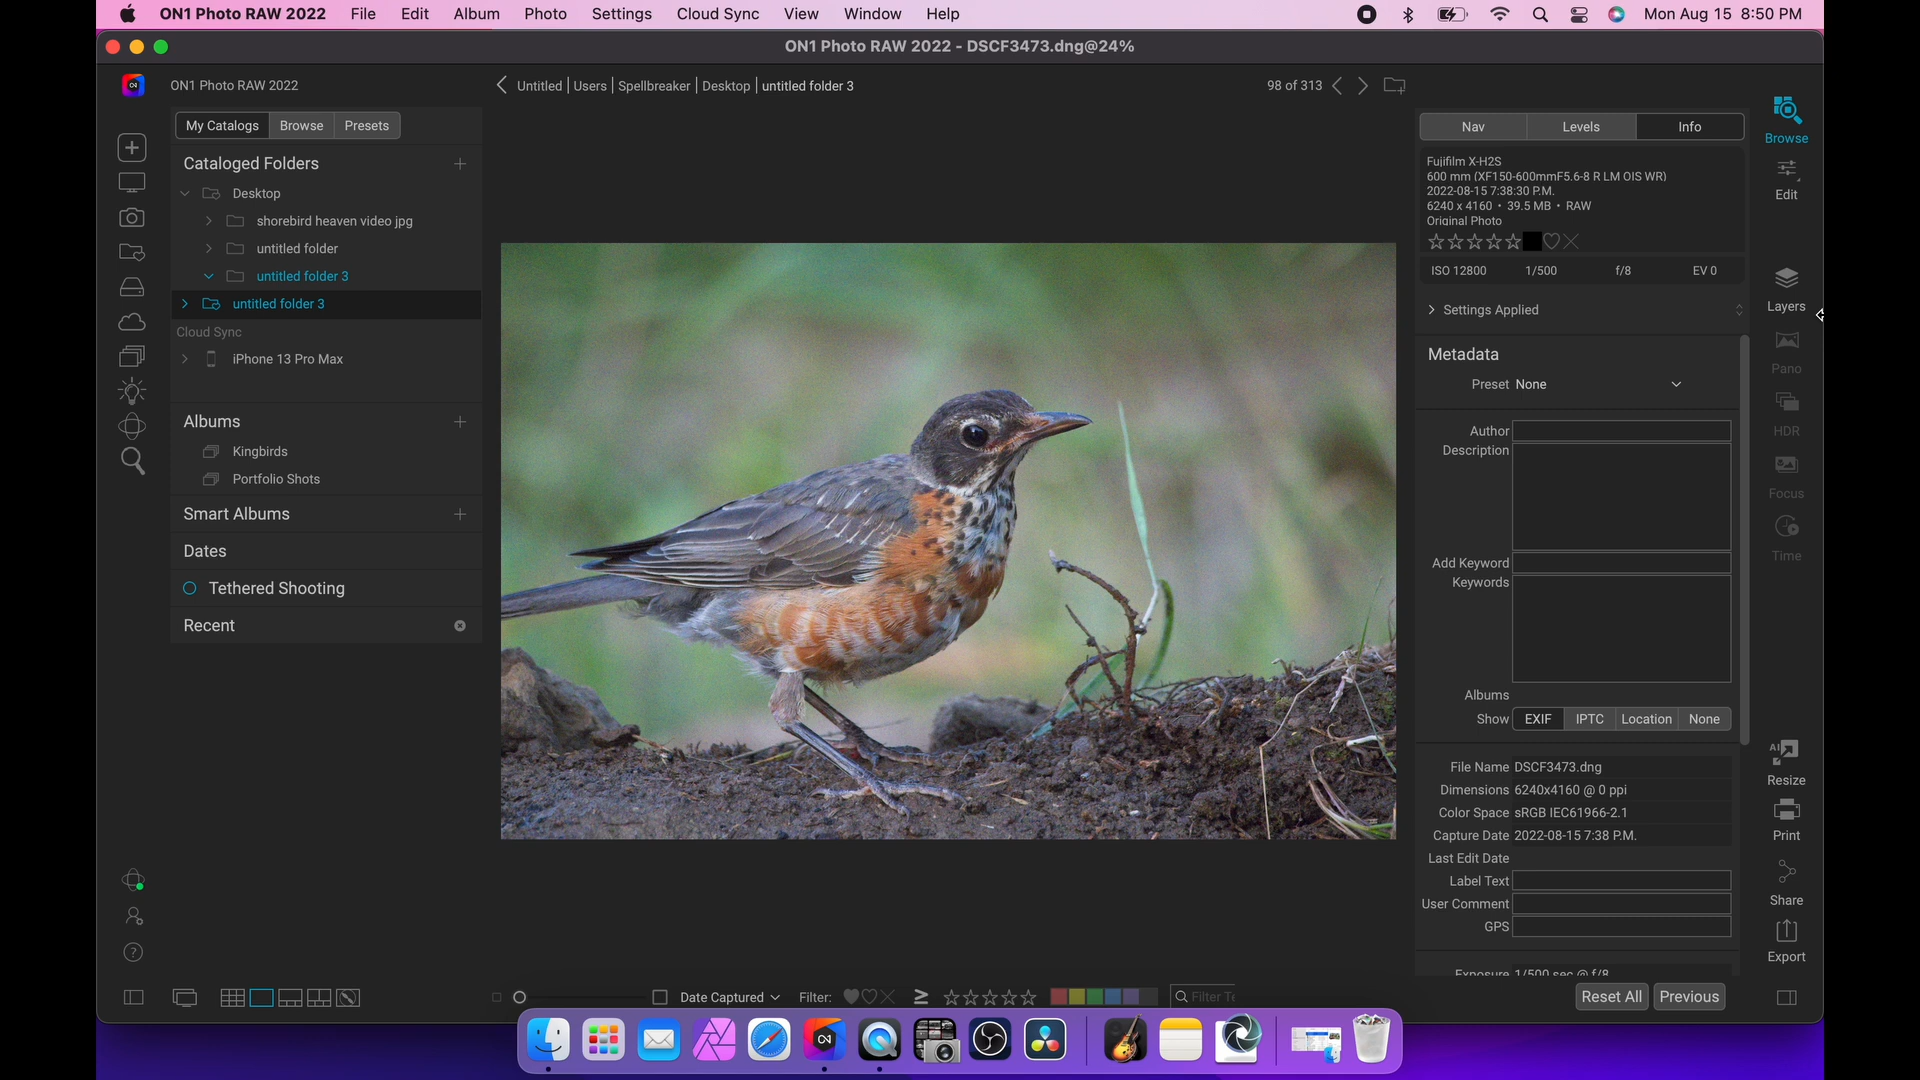 ON1 Photo RAW 2022 File Edit Album Photo Settings Cloud Sync View Window Help Mon Aug 15 8:50 PM
ON1 Photo RAW 2022 - DSCF3473.dng@24%
ON1 Photo RAW 2022
Untitled | Users | Spellbreaker | Desktop | untitled folder 3
98 of 313
My Catalogs Browse Presets
Cataloged Folders
Desktop
shorebird heaven video jpg
untitled folder
untitled folder 3
untitled folder 3
Cloud Sync
iPhone 13 Pro Max
Albums
Kingbirds
Portfolio Shots
Smart Albums
Dates
Tethered Shooting
Recent
Nav Levels Info
Fujifilm X-H2S
600 mm (XF150-600mmF5.6-8 R LM OIS WR)
2022-08-15 7:38:30 P.M.
6240 x 4160 • 39.5 MB • RAW
Original Photo
ISO 12800 1/500 f/8 EV 0
Settings Applied
Metadata
Preset None
Author
Description
Add Keyword
Keywords
Albums
Show EXIF IPTC Location None
File Name DSCF3473.dng
Dimensions 6240x4160 @ 0 ppi
Color Space sRGB IEC61966-2.1
Capture Date 2022-08-15 7:38 P.M.
Last Edit Date
Label Text
User Comment
GPS
Exposure 1/500 sec @ f/8
Browse
Edit
Layers
Pano
HDR
Focus
Time
AI
Resize
Print
Share
Export
Date Captured Filter: Filter Te
Reset All Previous